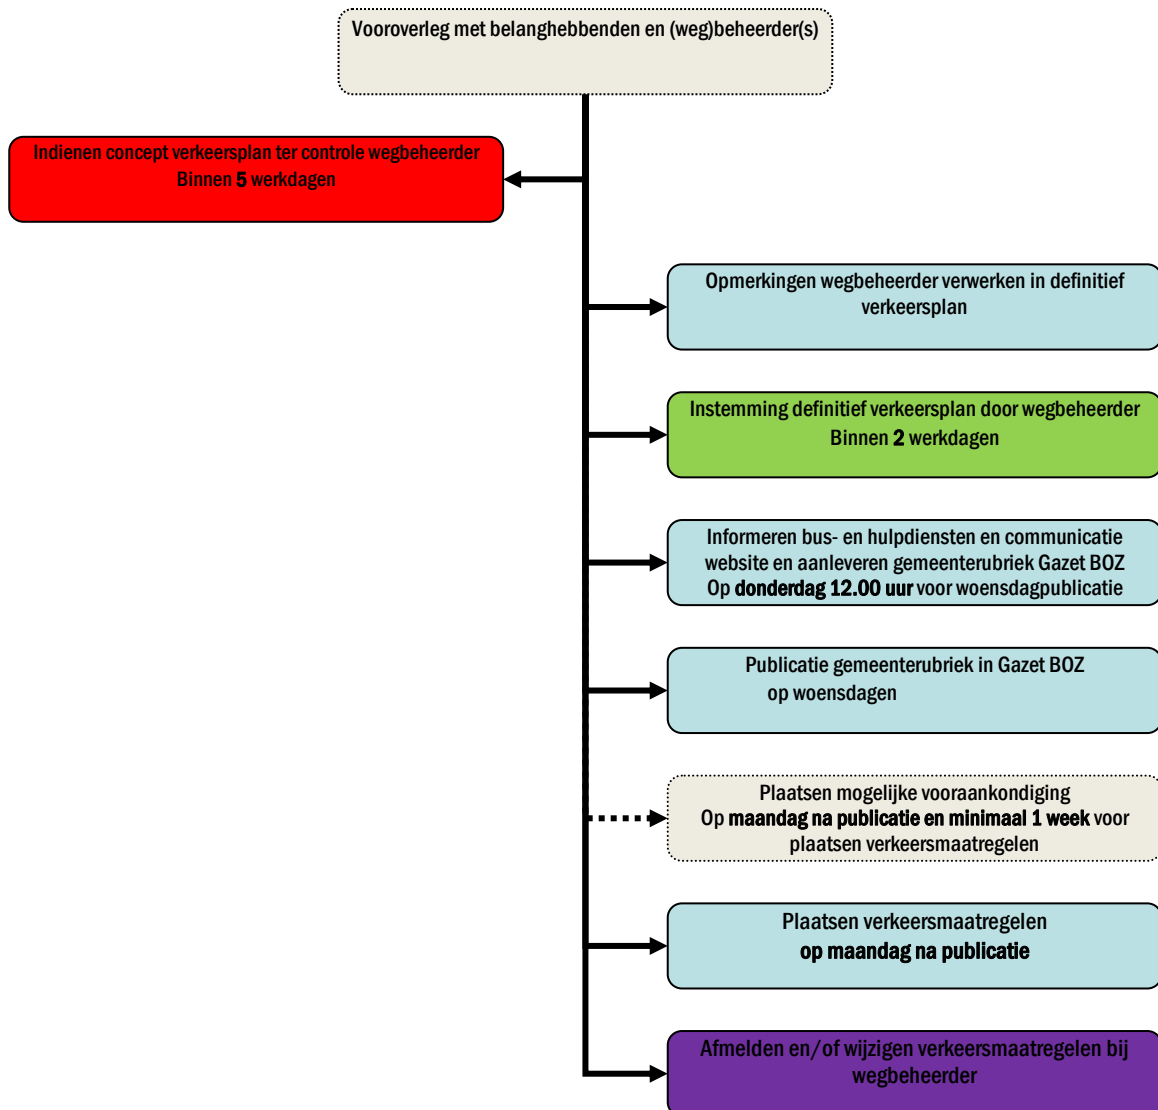 Vooroverleg met belanghebbenden en (weg)beheerder(s)
Indienen concept verkeersplan ter controle wegbeheerder
Binnen 5 werkdagen
Opmerkingen wegbeheerder verwerken in definitief
verkeersplan
Instemming definitief verkeersplan door wegbeheerder
Binnen 2 werkdagen
Informeren bus- en hulpdiensten en communicatie
website en aanleveren gemeenterubriek Gazet BOZ
Op donderdag 12.00 uur voor woensdagpublicatie
Publicatie gemeenterubriek in Gazet BOZ
op woensdagen
Plaatsen mogelijke vooraankondiging
Op maandag na publicatie en minimaal 1 week voor
plaatsen verkeersmaatregelen
Plaatsen verkeersmaatregelen
op maandag na publicatie
Afmelden en/of wijzigen verkeersmaatregelen bij
wegbeheerder